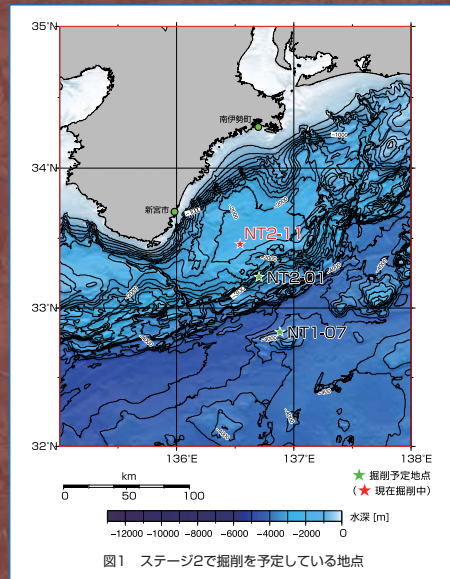 35˚N
南伊勢町
34˚N
新宮市
NT2-11
NT2-01
33˚N
NT1-07
32˚N
136˚E
137˚E
138˚E
km
0 50 100
★ 掘削予定地点
(★ 現在掘削中)
-12000 -10000 -8000 -6000 -4000 -2000 0
水深 [m]
図1 ステージ2で掘削を予定している地点